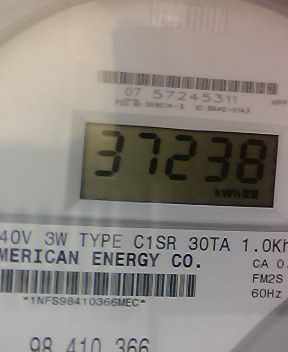 07 57245311
37238
kWh
40V 3W TYPE C1SR 30TA 1.0Kh
MERICAN ENERGY CO.
CA 0.
FM2S
*1NFS98410366MEC*
60Hz
98 410 366